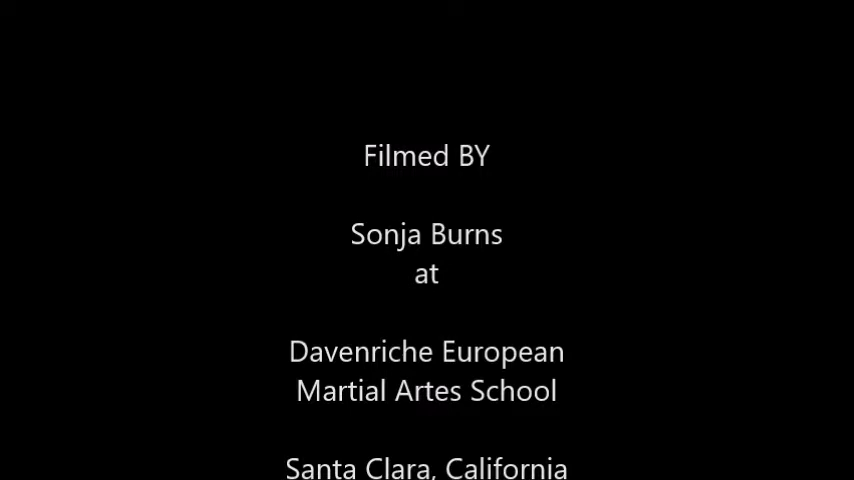 Filmed BY
Sonja Burns
at
Davenriche European
Martial Artes School
Santa Clara, California